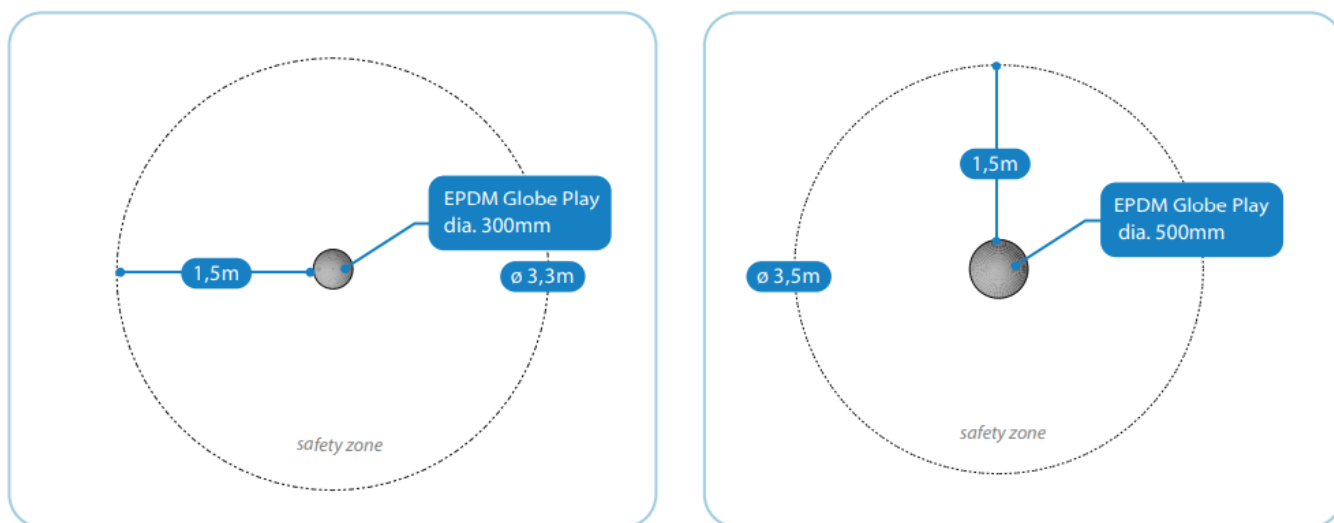 EPDM Globe Play
dia. 300mm
1,5m
ø 3,3m
safety zone
1,5m
EPDM Globe Play
dia. 500mm
ø 3,5m
safety zone